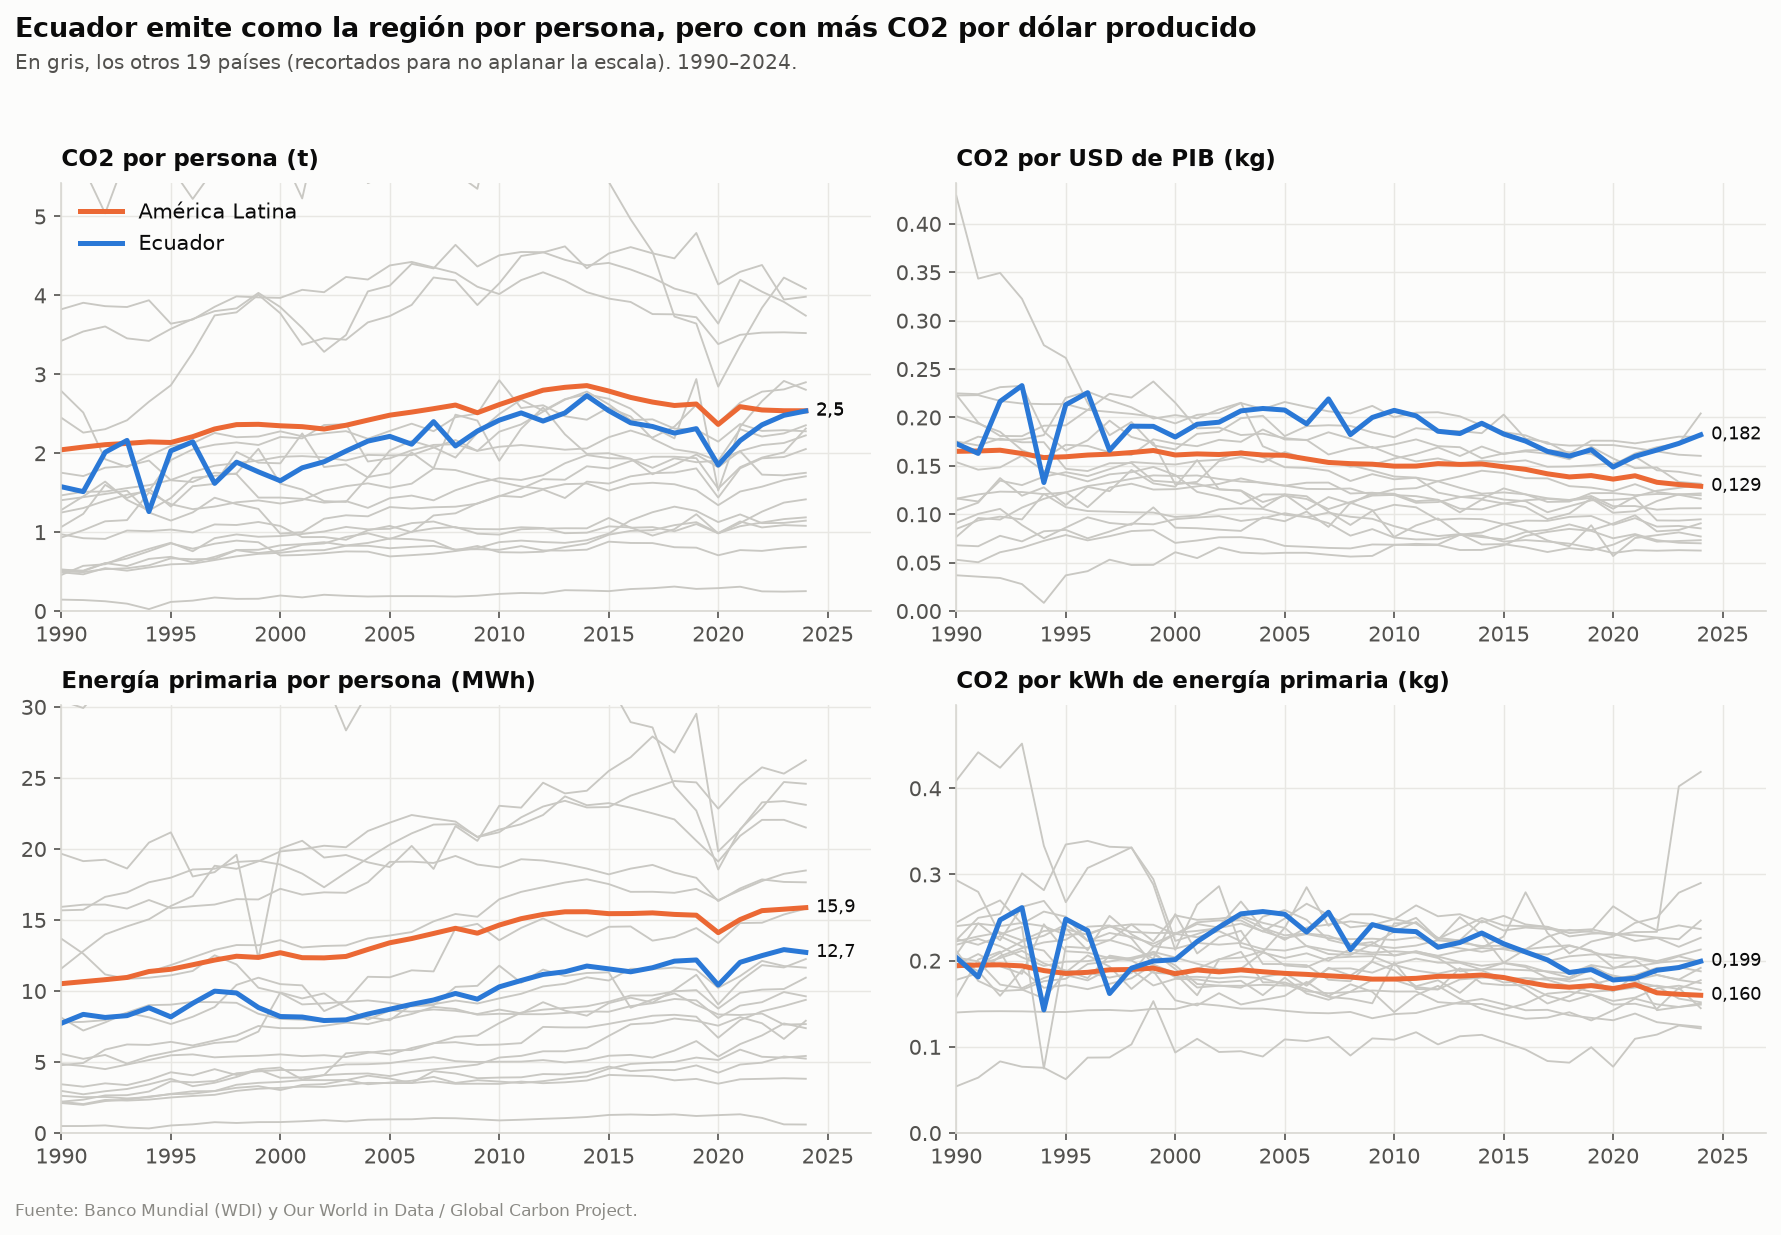 Ecuador emite como la región por persona, pero con más CO2 por dólar producido
En gris, los otros 19 países (recortados para no aplanar la escala). 1990–2024.
CO2 por persona (t)
5
4
3
2
1
0
América Latina
Ecuador
2,5
1990 1995 2000 2005 2010 2015 2020 2025
CO2 por USD de PIB (kg)
0.40
0.35
0.30
0.25
0.20
0.15
0.10
0.05
0.00
0,182
0,129
1990 1995 2000 2005 2010 2015 2020 2025
Energía primaria por persona (MWh)
30
25
20
15
10
5
0
15,9
12,7
1990 1995 2000 2005 2010 2015 2020 2025
CO2 por kWh de energía primaria (kg)
0.4
0.3
0.2
0.1
0.0
0,199
0,160
1990 1995 2000 2005 2010 2015 2020 2025
Fuente: Banco Mundial (WDI) y Our World in Data / Global Carbon Project.